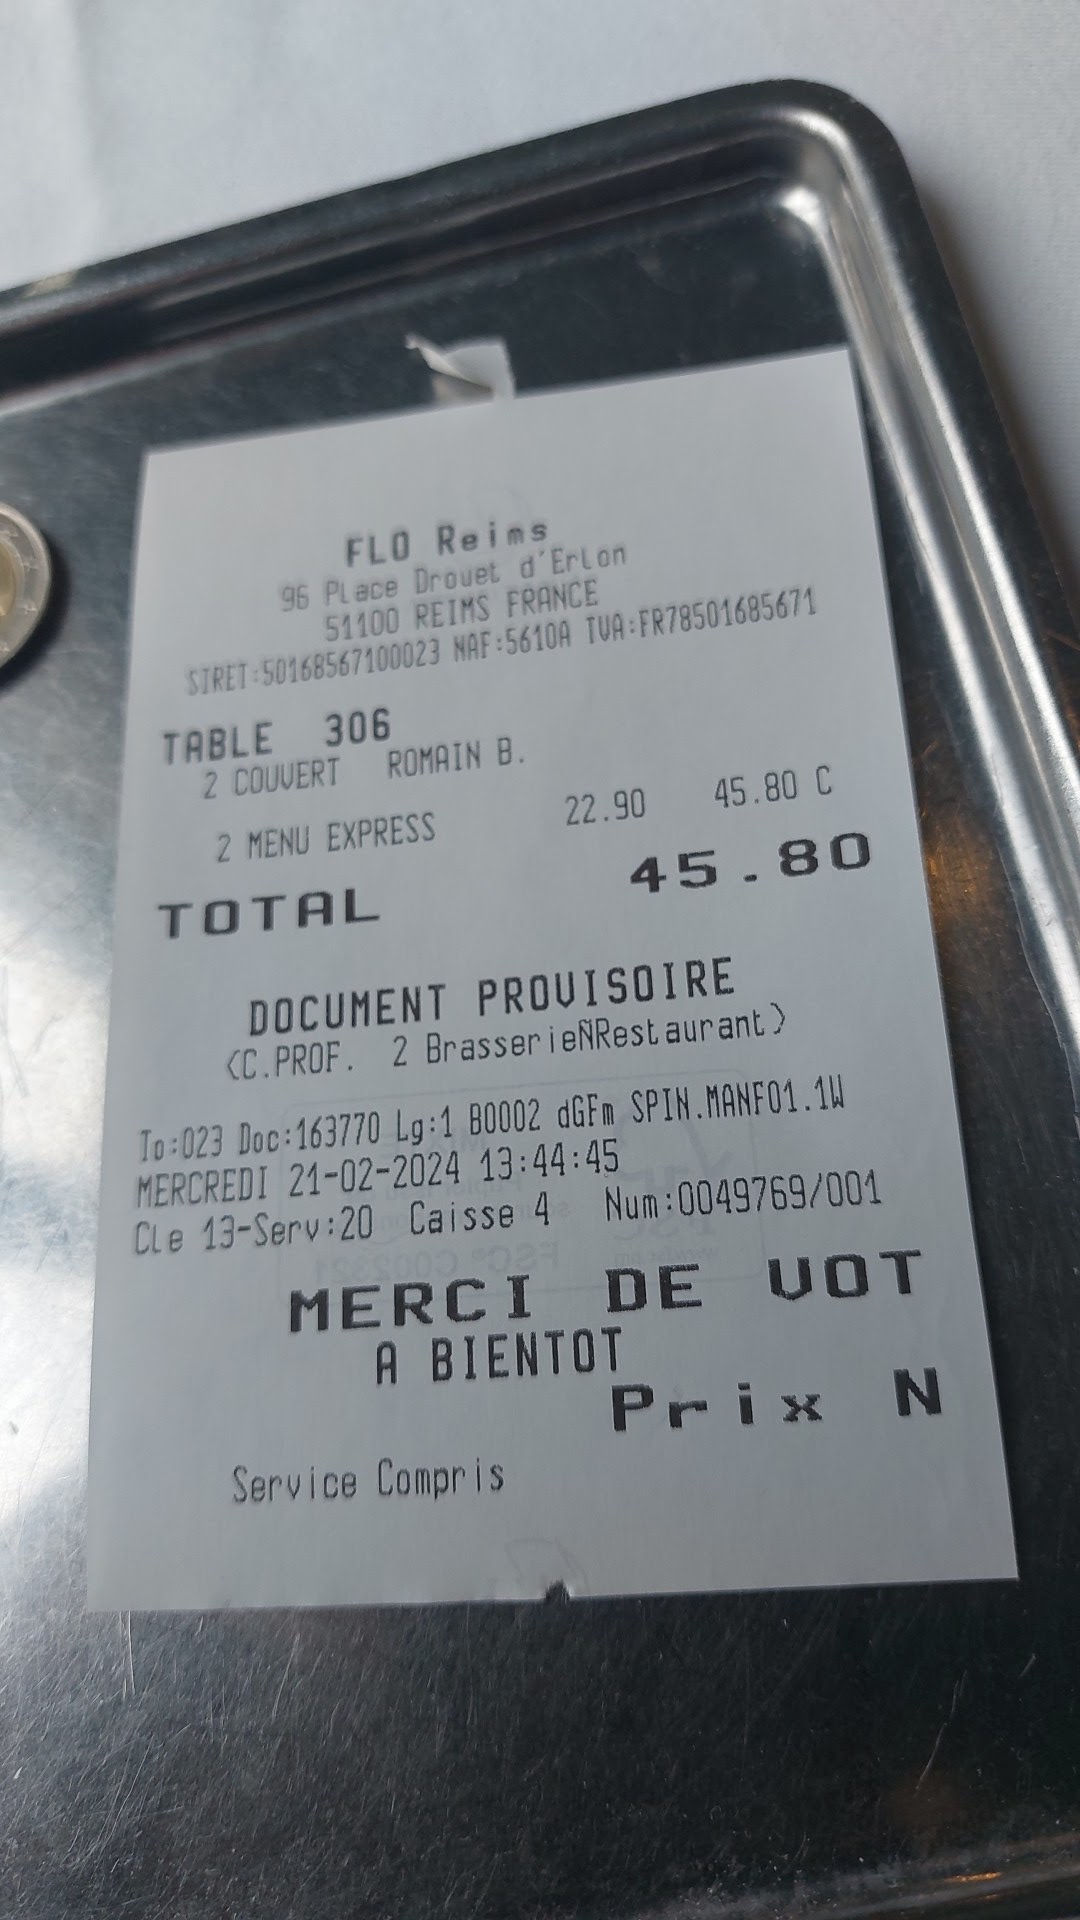 FLO Reims
96 Place Drouet d'Erlon
51100 REIMS FRANCE
SIRET:50168567100023 NAF:5610A TVA:FR78501685671
TABLE 306
2 COUVERT ROMAIN B.
2 MENU EXPRESS 22.90 45.80 C
TOTAL 45.80
DOCUMENT PROVISOIRE
<C.PROF. 2 BrasserieÑRestaurant>
To:023 Doc:163770 Lg:1 B0002 dGFm SPIN.MANF01.1W
MERCREDI 21-02-2024 13:44:45
Cle 13-Serv:20 Caisse 4 Num:0049769/001
MERCI DE VOT
A BIENTOT
Prix N
Service Compris